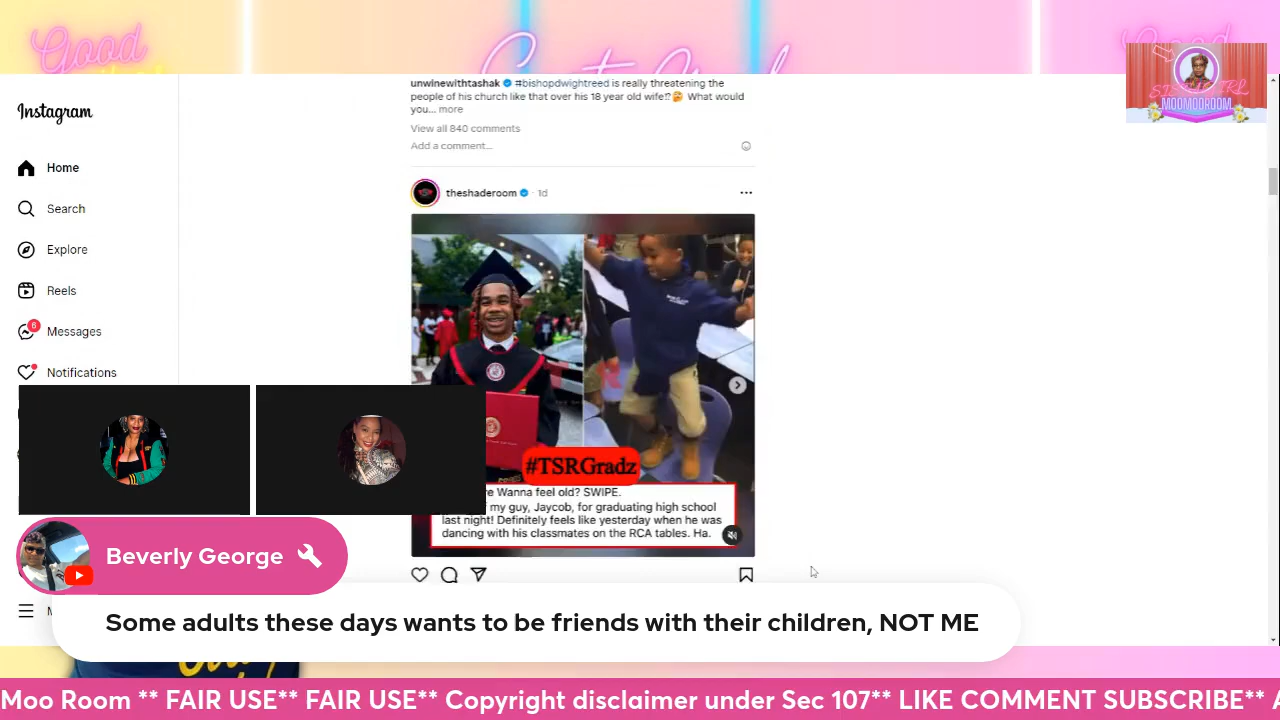 Good
Instagram
Home
Search
Explore
Reels
6
Messages
Notifications
unwinewithtashak #bishopdwightreed is really threatening the
people of his church like that over his 18 year old wife!?🤔 What would
you... more
View all 840 comments
Add a comment...
theshaderoom · 1d
#TSRGradz
re Wanna feel old? SWIPE.
my guy, Jaycob, for graduating high school
last night! Definitely feels like yesterday when he was
dancing with his classmates on the RCA tables. Ha.
MOOMOOROOM
Beverly George
Some adults these days wants to be friends with their children, NOT ME
Moo Room ** FAIR USE** FAIR USE** Copyright disclaimer under Sec 107** LIKE COMMENT SUBSCRIBE**